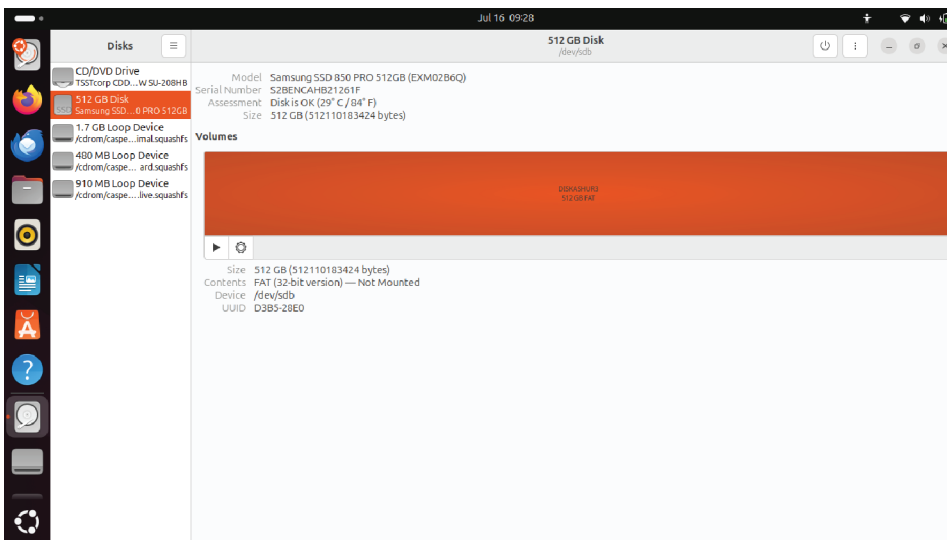 Jul 16 09:28
Disks
512 GB Disk
/dev/sdb
CD/DVD Drive
TSSTcorp CDD...W SU-208HB
512 GB Disk
Samsung SSD...0 PRO 512GB
1.7 GB Loop Device
/cdrom/caspe...imal.squashfs
480 MB Loop Device
/cdrom/caspe... ard.squashfs
910 MB Loop Device
/cdrom/caspe....live.squashfs
Model Samsung SSD 850 PRO 512GB (EXM02B6Q)
Serial Number S2BENCAHB21261F
Assessment Disk is OK (29° C / 84° F)
Size 512 GB (512110183424 bytes)
Volumes
512 GB FAT
Size 512 GB (512110183424 bytes)
Contents FAT (32-bit version) — Not Mounted
Device /dev/sdb
UUID D3B5-28E0